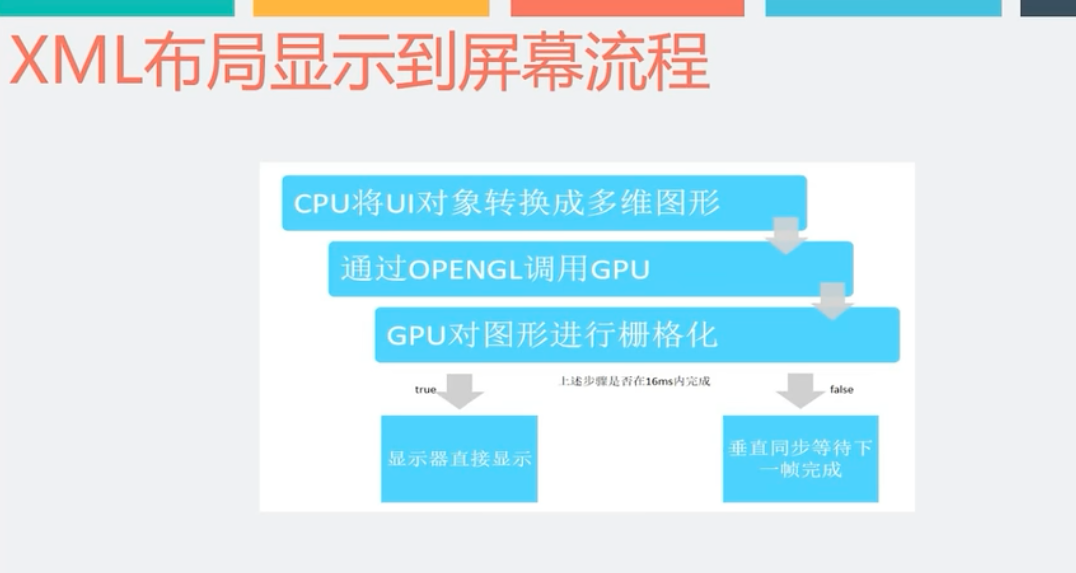 XML布局显示到屏幕流程
CPU将UI对象转换成多维图形
通过OPENGL调用GPU
GPU对图形进行栅格化
true
上述步骤是否在16ms内完成
false
显示器直接显示
垂直同步等待下
一帧完成